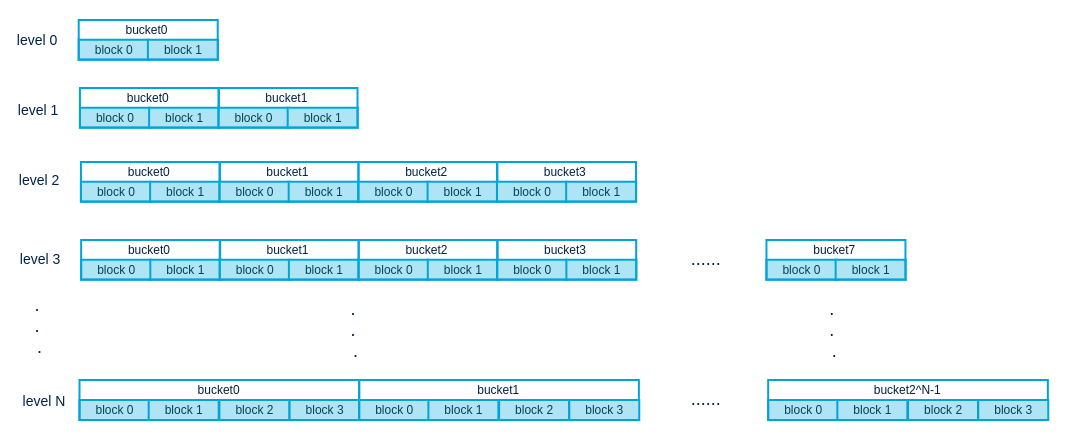 bucket0
level 0
block 0 block 1
bucket0 bucket1
level 1
block 0 block 1 block 0 block 1
bucket0 bucket1 bucket2 bucket3
level 2
block 0 block 1 block 0 block 1 block 0 block 1 block 0 block 1
bucket0 bucket1 bucket2 bucket3 bucket7
level 3 ......
block 0 block 1 block 0 block 1 block 0 block 1 block 0 block 1 block 0 block 1
. . .
. . .
. . .
bucket0 bucket1 bucket2^N-1
level N ......
block 0 block 1 block 2 block 3 block 0 block 1 block 2 block 3 block 0 block 1 block 2 block 3